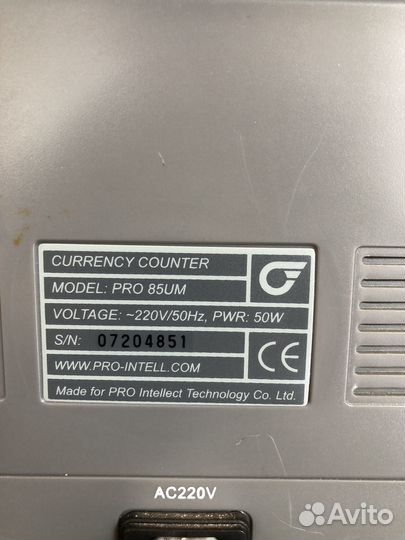 CURRENCY COUNTER
MODEL: PRO 85UM
VOLTAGE: ~220V/50Hz, PWR: 50W
S/N: 07204851
WWW.PRO-INTELL.COM
CE
Made for PRO Intellect Technology Co. Ltd.
AC220V
Avito